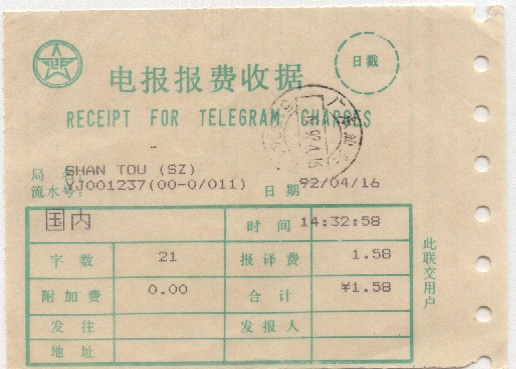 电报报费收据
日戳
RECEIPT FOR TELEGRAM CHARGES
局 SHAN TOU (SZ)
流水号: YJ001237(00-0/011) 日期 92/04/16
国内 时间 14:32:58
字数 21 报译费 1.58
附加费 0.00 合计 ¥1.58
发往 发报人
地址
此联交用户